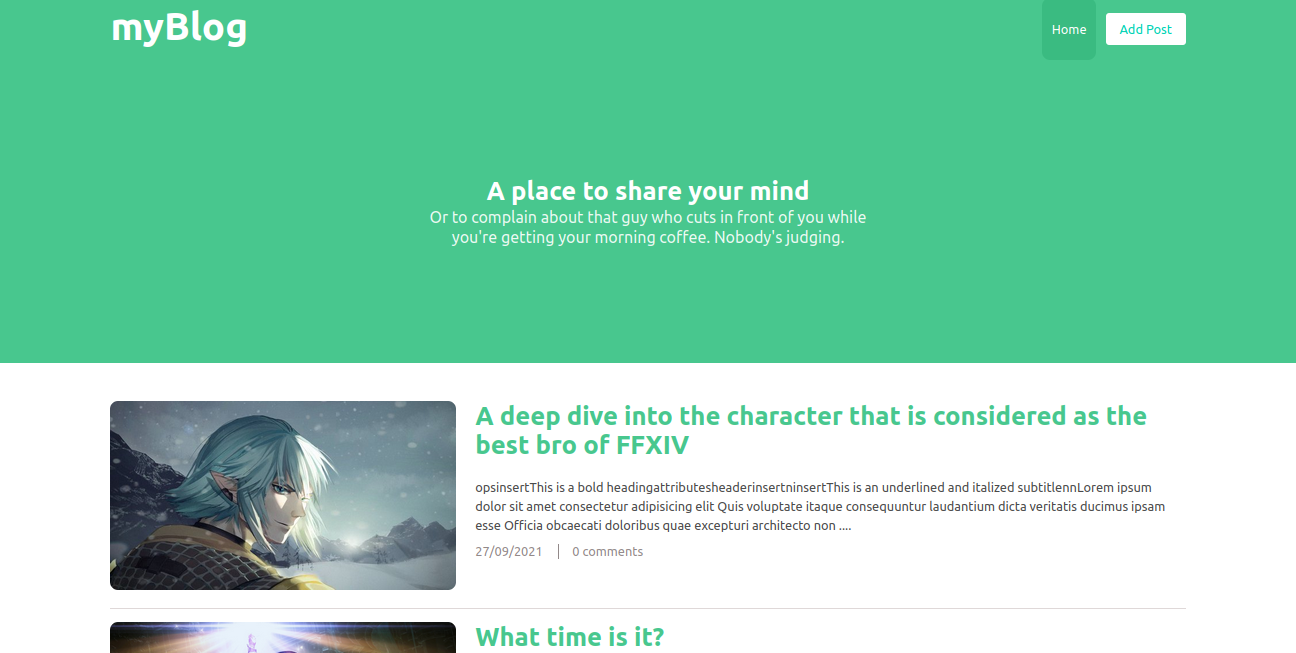 myBlog
Home
Add Post
A place to share your mind
Or to complain about that guy who cuts in front of you while
you're getting your morning coffee. Nobody's judging.
A deep dive into the character that is considered as the
best bro of FFXIV
opsinsertThis is a bold headingattributesheaderinsertninsertThis is an underlined and italized subtitlennLorem ipsum
dolor sit amet consectetur adipisicing elit Quis voluptate itaque consequuntur laudantium dicta veritatis ducimus ipsam
esse Officia obcaecati doloribus quae excepturi architecto non ....
27/09/2021
0 comments
What time is it?